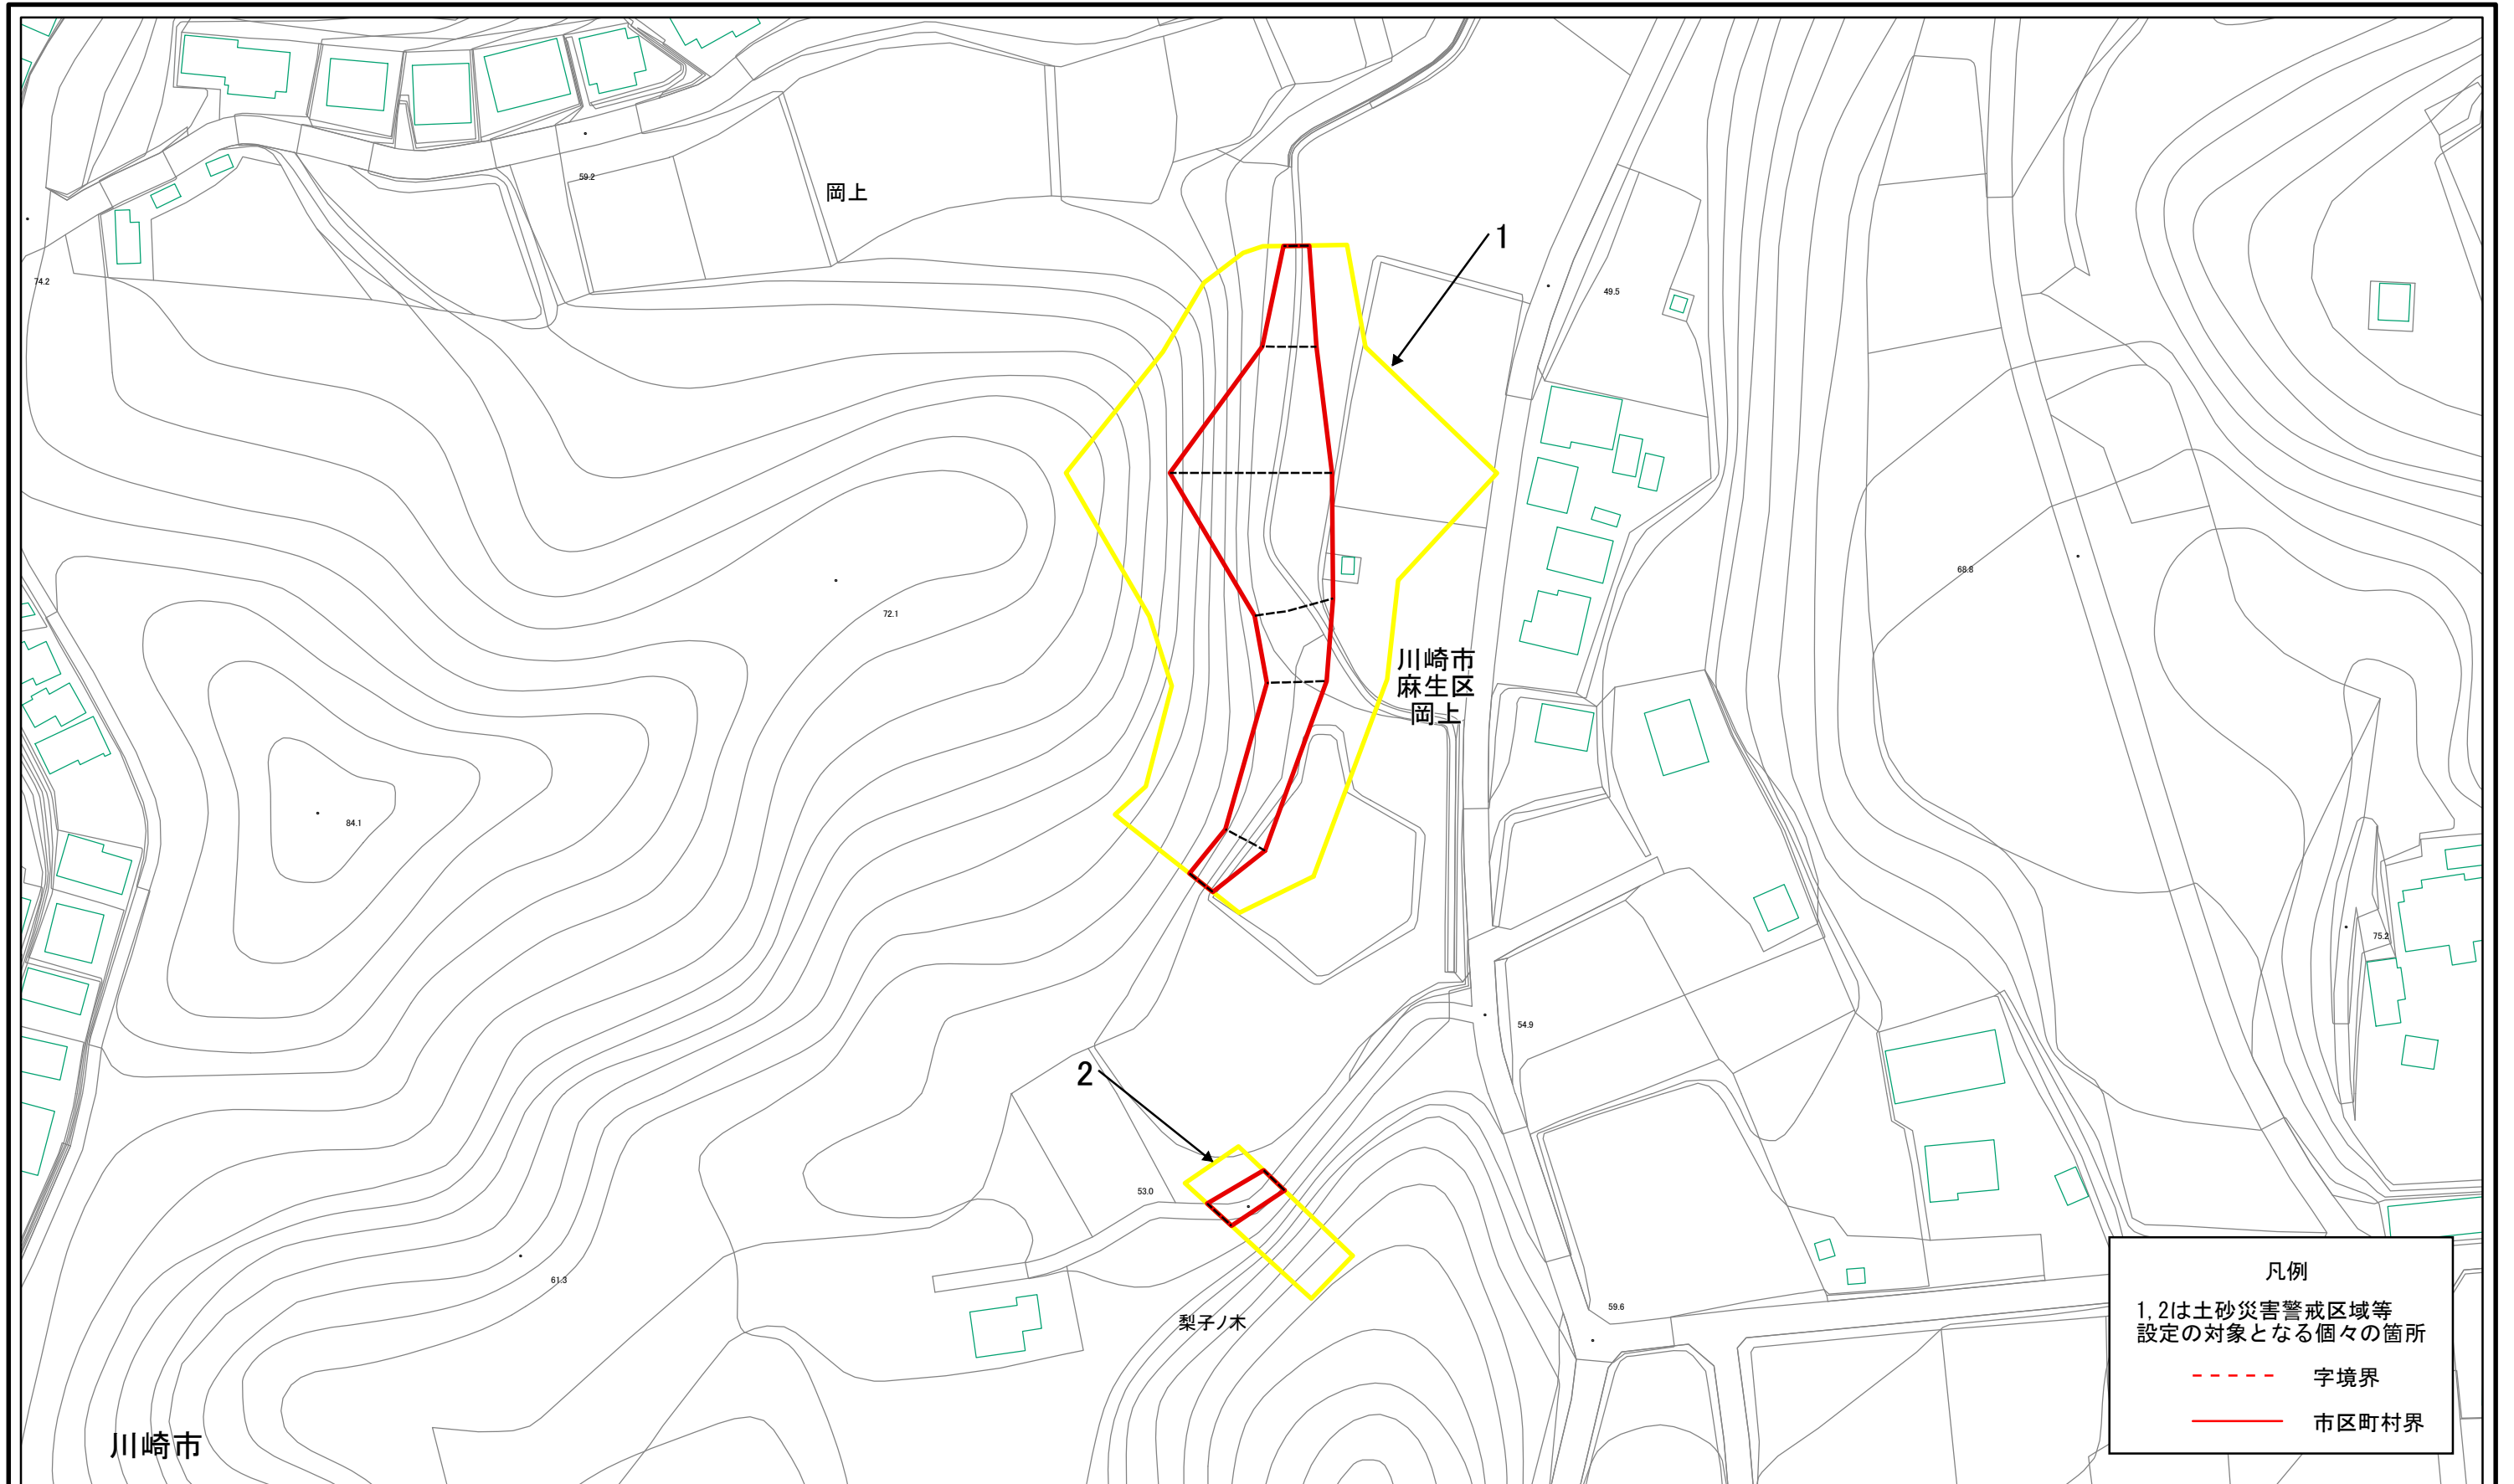 59.2
岡上
1
74.2
49.5
68.8
72.1
川崎市
麻生区
岡上
84.1
75.2
54.9
2
53.0
61.3
59.6
梨子ノ木
川崎市
凡例
1,2は土砂災害警戒区域等
設定の対象となる個々の箇所
字境界
市区町村界